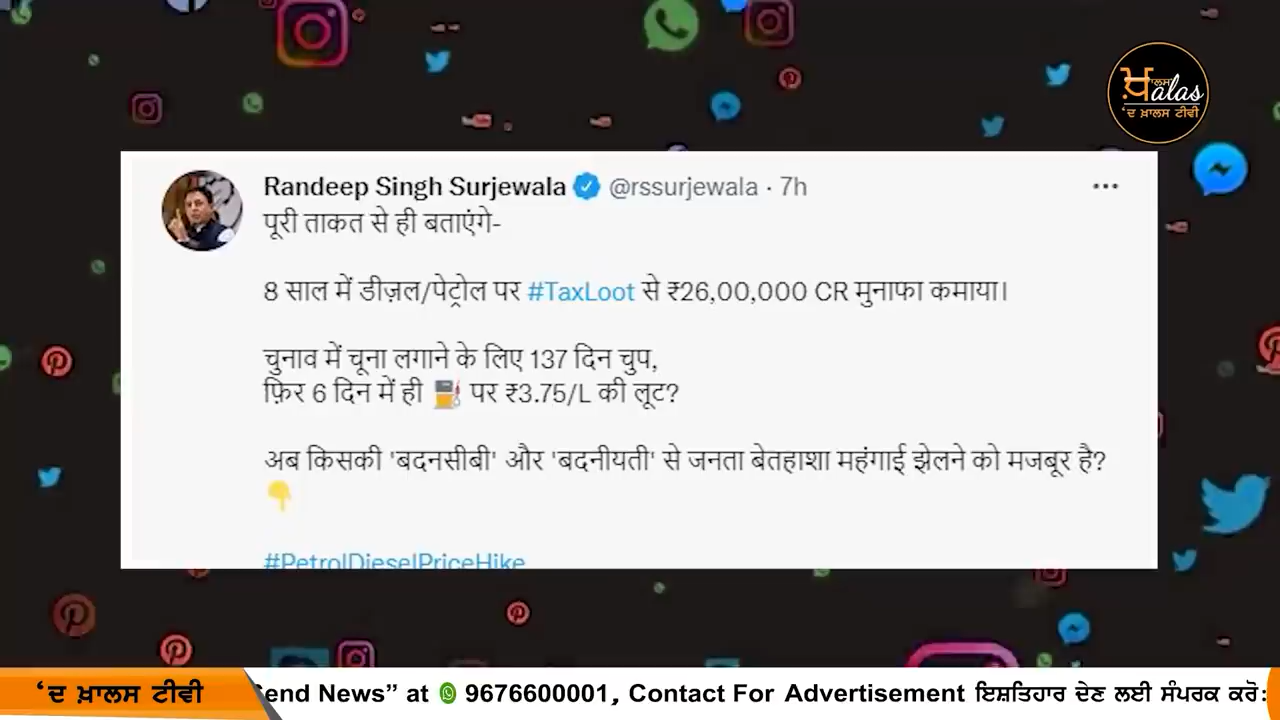 ਖ਼ਾਲਸ alas
‘ਦ ਖ਼ਾਲਸ ਟੀਵੀ
Randeep Singh Surjewala @rssurjewala · 7h
पूरी ताकत से ही बताएंगे-
8 साल में डीज़ल/पेट्रोल पर #TaxLoot से ₹26,00,000 CR मुनाफा कमाया।
चुनाव में चूना लगाने के लिए 137 दिन चुप,
फ़िर 6 दिन में ही ⛽ पर ₹3.75/L की लूट?
अब किसकी 'बदनसीबी' और 'बदनीयती' से जनता बेतहाशा महंगाई झेलने को मजबूर है?
👇
#PetrolDieselPriceHike
‘ਦ ਖ਼ਾਲਸ ਟੀਵੀ
Send News” at 9676600001, Contact For Advertisement ਇਸ਼ਤਿਹਾਰ ਦੇਣ ਲਈ ਸੰਪਰਕ ਕਰੋ: